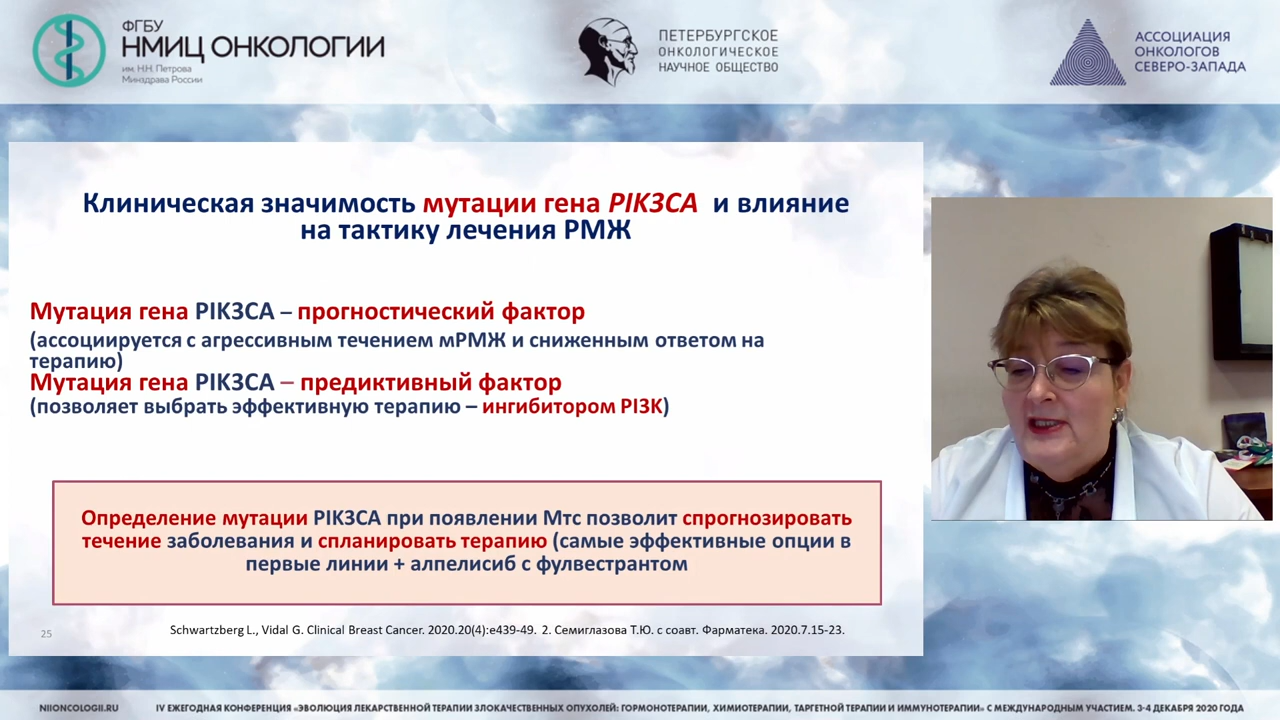 ФГБУ
НМИЦ ОНКОЛОГИИ
им. Н.Н. Петрова
Минздрава России
ПЕТЕРБУРГСКОЕ
ОНКОЛОГИЧЕСКОЕ
НАУЧНОЕ ОБЩЕСТВО
АССОЦИАЦИЯ
ОНКОЛОГОВ
СЕВЕРО-ЗАПАДА
Клиническая значимость мутации гена PIK3CA и влияние
на тактику лечения РМЖ
Мутация гена PIK3CA – прогностический фактор
(ассоциируется с агрессивным течением мРМЖ и сниженным ответом на
терапию)
Мутация гена PIK3CA – предиктивный фактор
(позволяет выбрать эффективную терапию – ингибитором PI3K)
Определение мутации PIK3CA при появлении Мтс позволит спрогнозировать
течение заболевания и спланировать терапию (самые эффективные опции в
первые линии + алпелисиб с фулвестрантом
25
Schwartzberg L., Vidal G. Clinical Breast Cancer. 2020.20(4):e439-49. 2. Семиглазова Т.Ю. с соавт. Фарматека. 2020.7.15-23.
NIIONCOLOGII.RU
IV ЕЖЕГОДНАЯ КОНФЕРЕНЦИЯ «ЭВОЛЮЦИЯ ЛЕКАРСТВЕННОЙ ТЕРАПИИ ЗЛОКАЧЕСТВЕННЫХ ОПУХОЛЕЙ: ГОРМОНОТЕРАПИИ, ХИМИОТЕРАПИИ, ТАРГЕТНОЙ ТЕРАПИИ И ИММУНОТЕРАПИИ» С МЕЖДУНАРОДНЫМ УЧАСТИЕМ. 3-4 ДЕКАБРЯ 2020 ГОДА